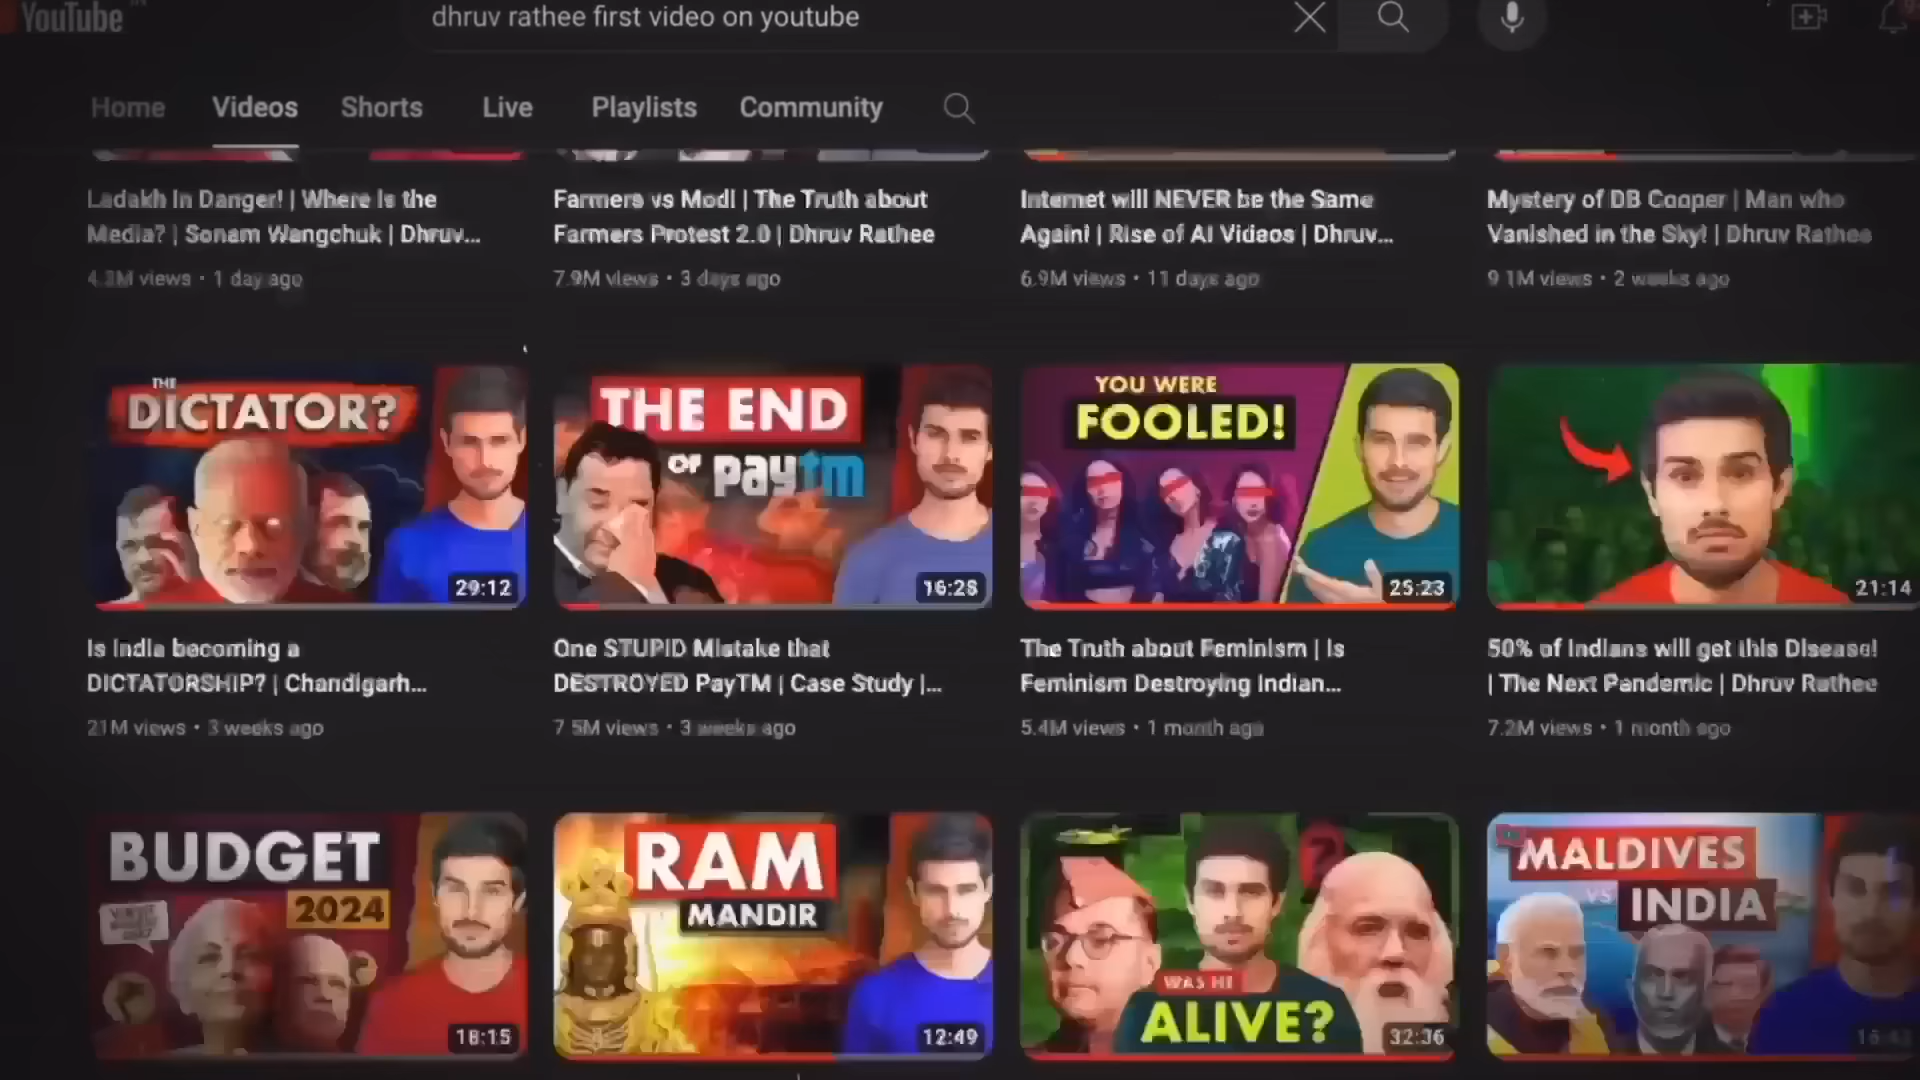 YouTube
dhruv rathee first video on youtube
Home Videos Shorts Live Playlists Community
Ladakh In Danger! | Where Is the
Media? | Sonam Wangchuk | Dhruv...
views • 1 day ago
Farmers vs Modi | The Truth about
Farmers Protest 2.0 | Dhruv Rathee
7.9M views • 3 days ago
Internet will NEVER be the Same
Again! | Rise of AI Videos | Dhruv...
6.9M views • 11 days ago
Mystery of DB Cooper | Man who
Vanished in the Sky! | Dhruv Rathee
9.1M views • 2 weeks ago
THE
DICTATOR?
29:12
Is India becoming a
DICTATORSHIP? | Chandigarh...
21M views • 3 weeks ago
THE END
OF paytm
16:28
One STUPID Mistake that
DESTROYED PayTM | Case Study |...
7.5M views • 3 weeks ago
YOU WERE
FOOLED!
25:23
The Truth about Feminism | Is
Feminism Destroying Indian...
5.4M views • 1 month ago
21:14
50% of Indians will get this Disease!
| The Next Pandemic | Dhruv Rathee
7.2M views • 1 month ago
BUDGET
2024
18:15
RAM
MANDIR
12:49
WAS HE
ALIVE?
32:36
MALDIVES
VS INDIA